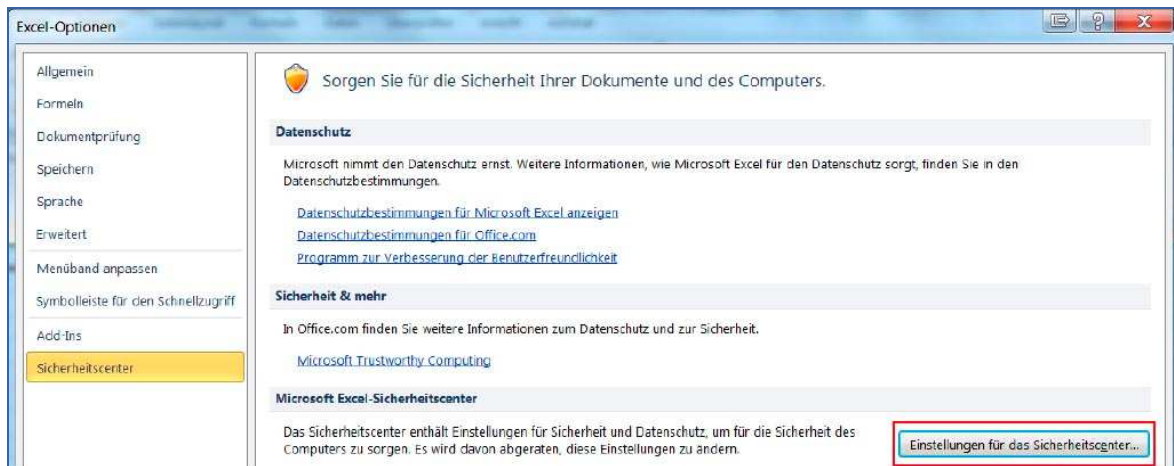 Excel-Optionen
Allgemein
Formeln
Dokumentprüfung
Speichern
Sprache
Erweitert
Menüband anpassen
Symbolleiste für den Schnellzugriff
Add-Ins
Sicherheitscenter
Sorgen Sie für die Sicherheit Ihrer Dokumente und des Computers.
Datenschutz
Microsoft nimmt den Datenschutz ernst. Weitere Informationen, wie Microsoft Excel für den Datenschutz sorgt, finden Sie in den
Datenschutzbestimmungen.
Datenschutzbestimmungen für Microsoft Excel anzeigen
Datenschutzbestimmungen für Office.com
Programm zur Verbesserung der Benutzerfreundlichkeit
Sicherheit & mehr
In Office.com finden Sie weitere Informationen zum Datenschutz und zur Sicherheit.
Microsoft Trustworthy Computing
Microsoft Excel-Sicherheitscenter
Das Sicherheitscenter enthält Einstellungen für Sicherheit und Datenschutz, um für die Sicherheit des
Computers zu sorgen. Es wird davon abgeraten, diese Einstellungen zu ändern.
Einstellungen für das Sicherheitscenter...